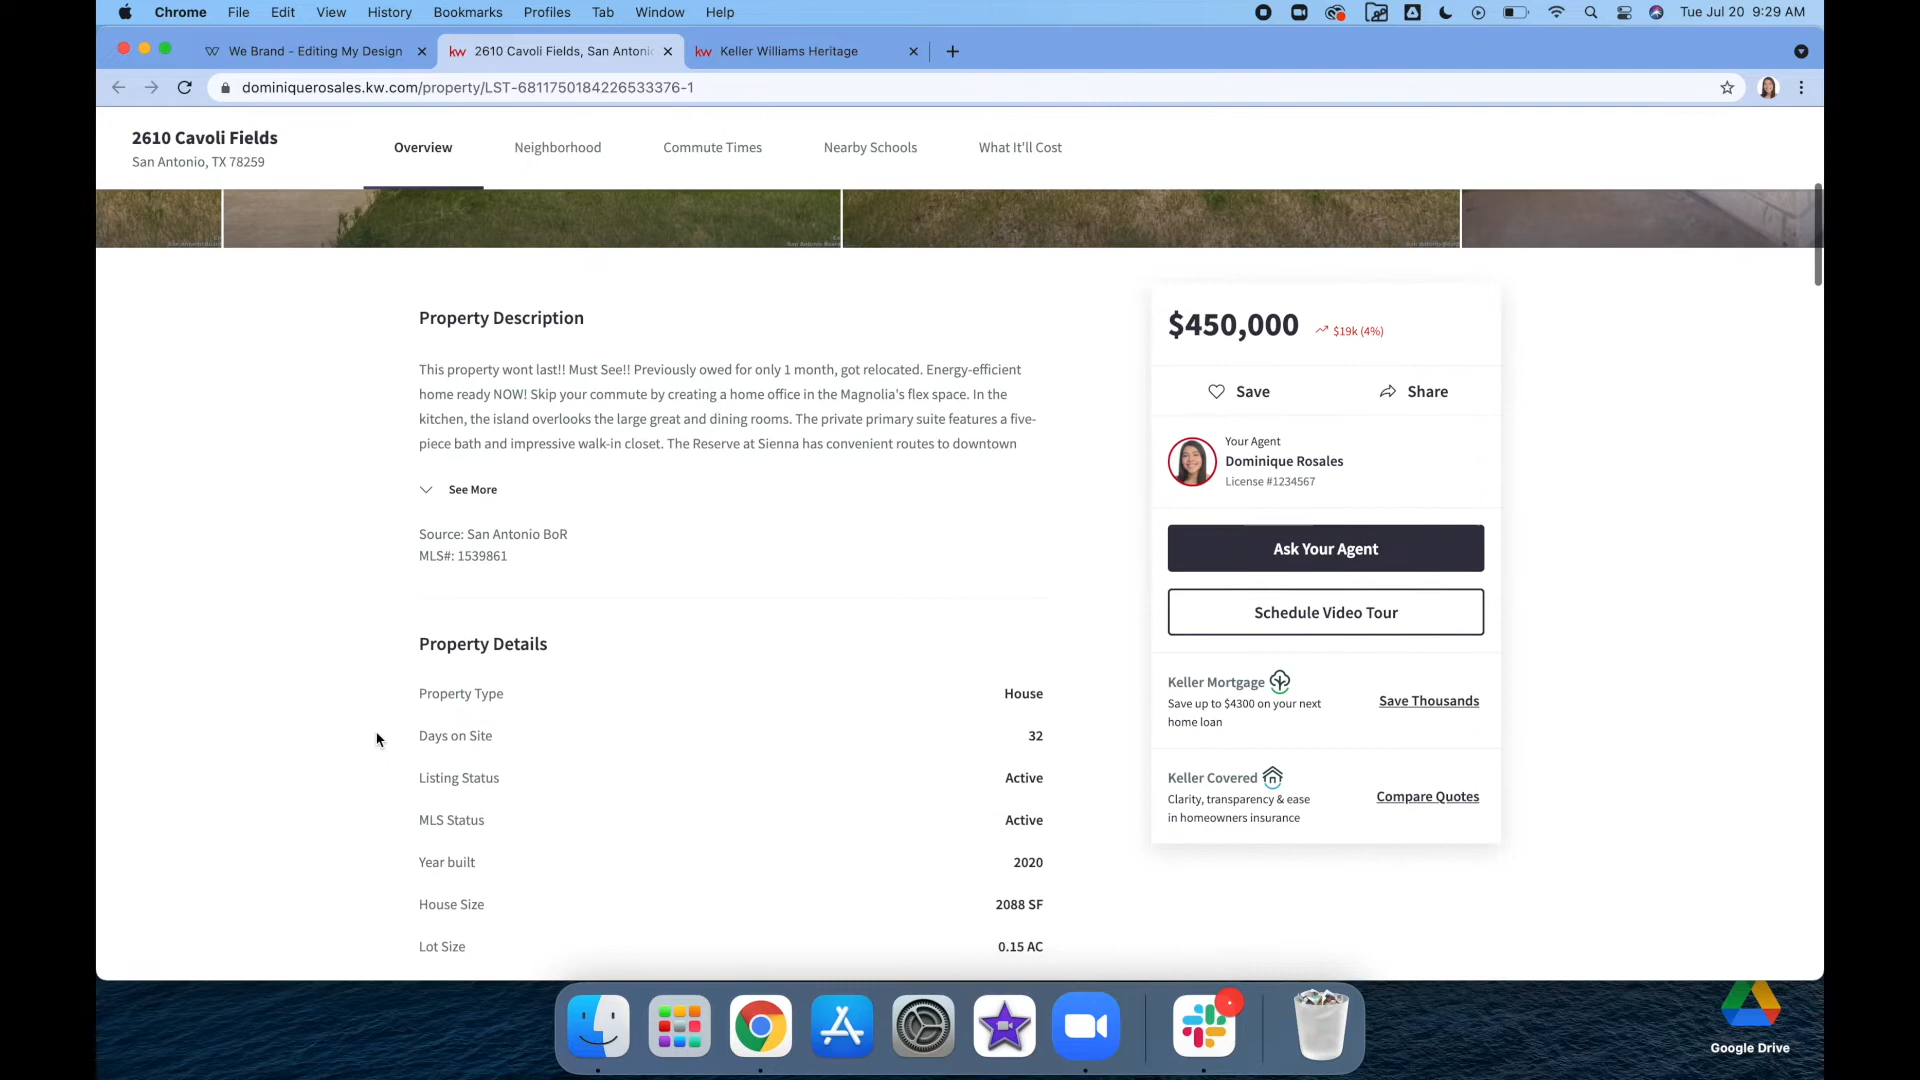 Chrome File Edit View History Bookmarks Profiles Tab Window Help
Tue Jul 20 9:29 AM
We Brand - Editing My Design
kw 2610 Cavoli Fields, San Antonio
kw Keller Williams Heritage
dominiquerosales.kw.com/property/LST-6811750184226533376-1
2610 Cavoli Fields
San Antonio, TX 78259
Overview
Neighborhood
Commute Times
Nearby Schools
What It'll Cost
Property Description
This property wont last!! Must See!! Previously owed for only 1 month, got relocated. Energy-efficient
home ready NOW! Skip your commute by creating a home office in the Magnolia's flex space. In the
kitchen, the island overlooks the large great and dining rooms. The private primary suite features a five-
piece bath and impressive walk-in closet. The Reserve at Sienna has convenient routes to downtown
See More
Source: San Antonio BoR
MLS#: 1539861
Property Details
Property Type House
Days on Site 32
Listing Status Active
MLS Status Active
Year built 2020
House Size 2088 SF
Lot Size 0.15 AC
$450,000 $19k (4%)
Save Share
Your Agent
Dominique Rosales
License #1234567
Ask Your Agent
Schedule Video Tour
Keller Mortgage
Save up to $4300 on your next
home loan
Save Thousands
Keller Covered
Clarity, transparency & ease
in homeowners insurance
Compare Quotes
Google Drive